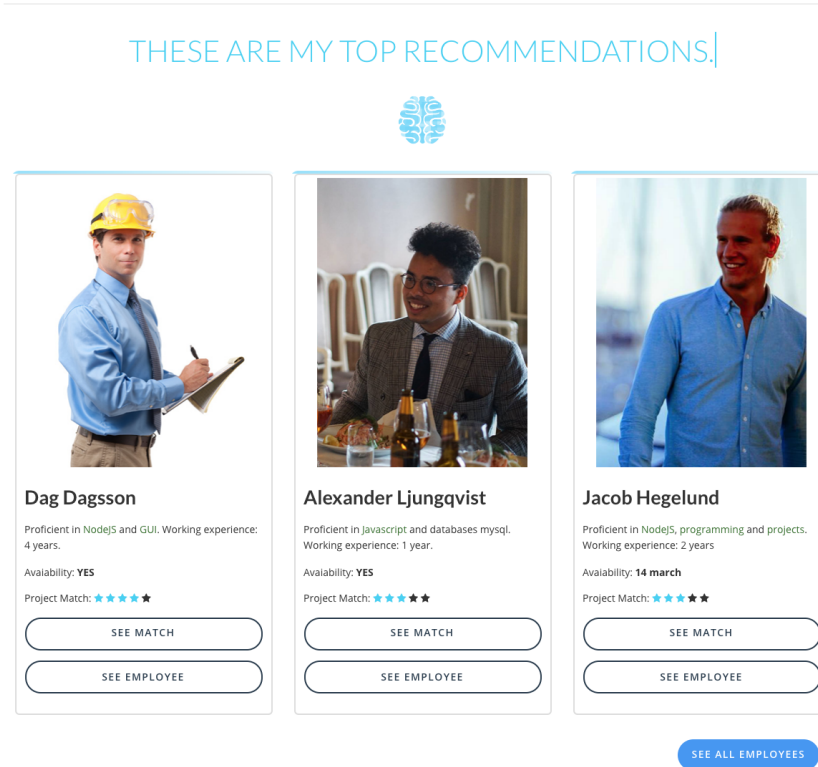 THESE ARE MY TOP RECOMMENDATIONS.
Dag Dagsson
Proficient in NodeJS and GUI. Working experience:
4 years.
Avaiability: YES
Project Match:
SEE MATCH
SEE EMPLOYEE
Alexander Ljungqvist
Proficient in Javascript and databases mysql.
Working experience: 1 year.
Avaiability: YES
Project Match:
SEE MATCH
SEE EMPLOYEE
Jacob Hegelund
Proficient in NodeJS, programming and projects.
Working experience: 2 years
Avaiability: 14 march
Project Match:
SEE MATCH
SEE EMPLOYEE
SEE ALL EMPLOYEES